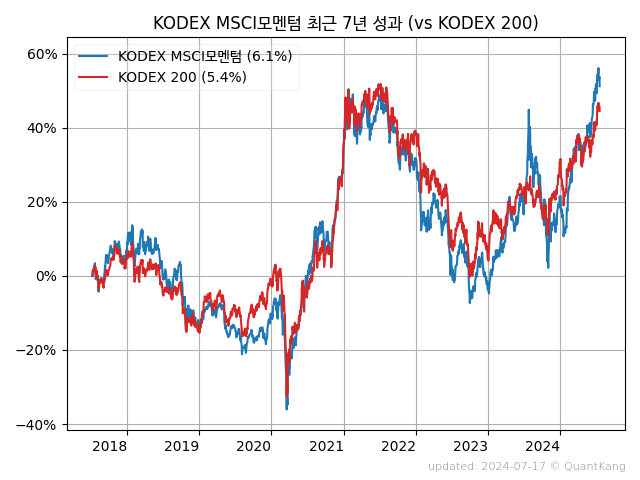 KODEX MSCI모멘텀 최근 7년 성과 (vs KODEX 200)
KODEX MSCI모멘텀 (6.1%)
KODEX 200 (5.4%)
60%
40%
20%
0%
−20%
−40%
2018 2019 2020 2021 2022 2023 2024
updated: 2024-07-17 © QuantKang